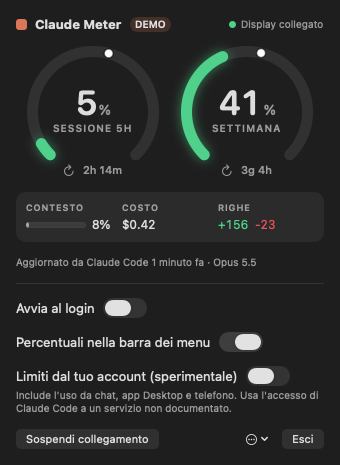 Claude Meter DEMO Display collegato
5% 41%
SESSIONE 5H SETTIMANA
2h 14m 3g 4h
CONTESTO COSTO RIGHE
8% $0.42 +156 -23
Aggiornato da Claude Code 1 minuto fa · Opus 5.5
Avvia al login
Percentuali nella barra dei menu
Limiti dal tuo account (sperimentale)
Include l'uso da chat, app Desktop e telefono. Usa l'accesso di
Claude Code a un servizio non documentato.
Sospendi collegamento Esci